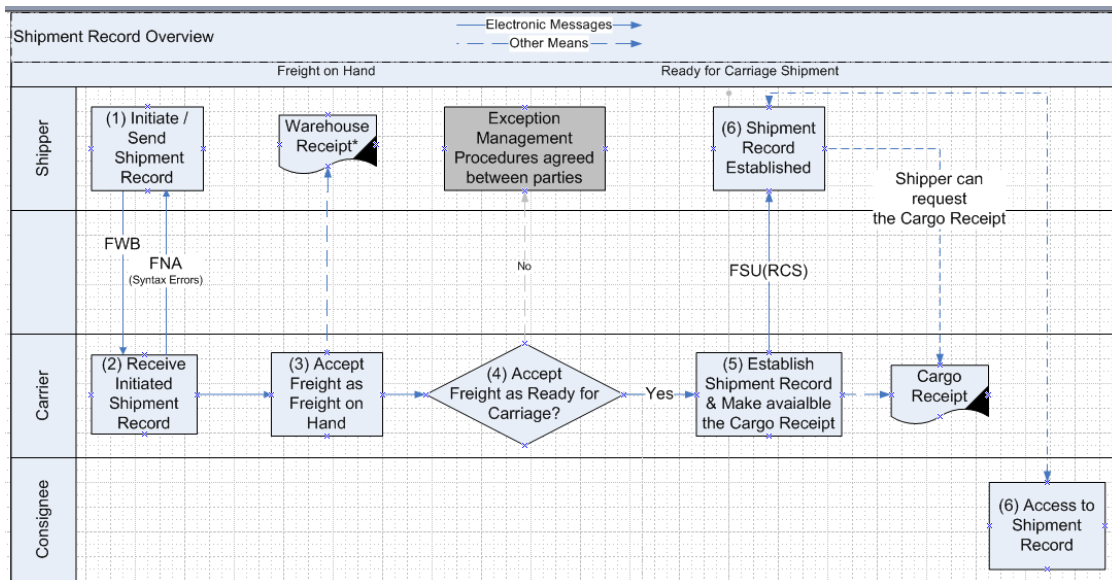 Electronic Messages
Shipment Record Overview
Other Means
Freight on Hand
Ready for Carriage Shipment
Shipper
(1) Initiate /
Send
Shipment
Record
Warehouse
Receipt*
Exception
Management
Procedures agreed
between parties
(6) Shipment
Record
Established
Shipper can
request
the Cargo Receipt
FWB
FNA
(Syntax Errors)
No
FSU(RCS)
Carrier
(2) Receive
Initiated
Shipment
Record
(3) Accept
Freight as
Freight on
Hand
(4) Accept
Freight as Ready for
Carriage?
Yes
(5) Establish
Shipment Record
& Make avaialble
the Cargo Receipt
Cargo
Receipt
Consignee
(6) Access to
Shipment
Record